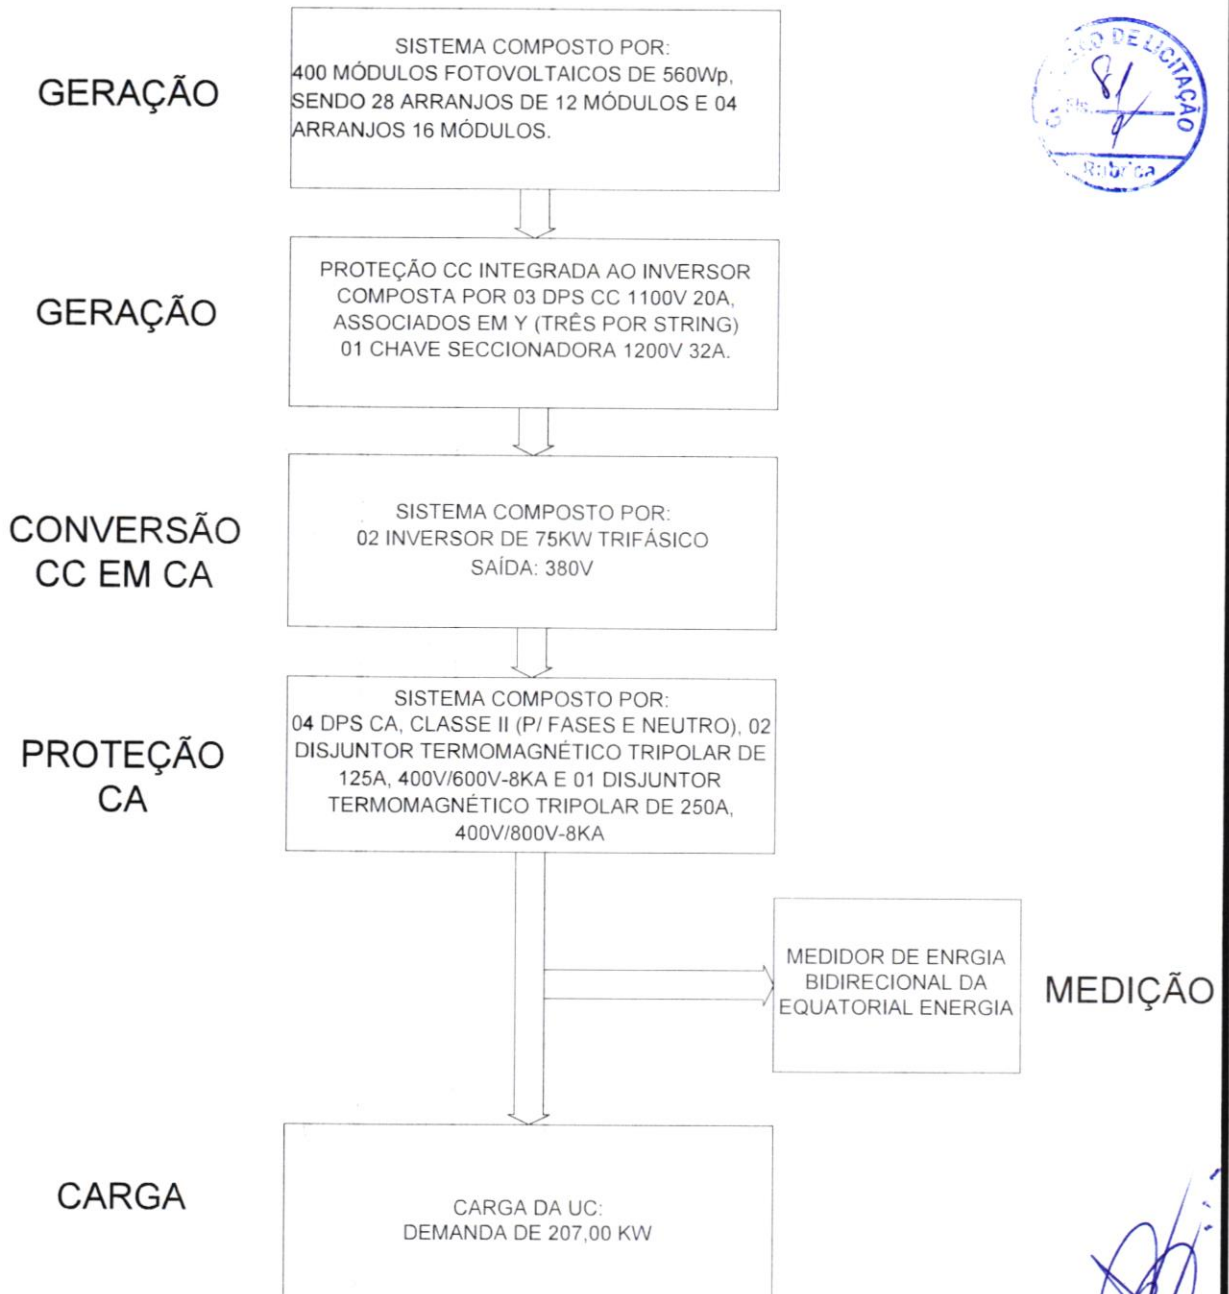 GERAÇÃO
SISTEMA COMPOSTO POR:
400 MÓDULOS FOTOVOLTAICOS DE 560Wp,
SENDO 28 ARRANJOS DE 12 MÓDULOS E 04
ARRANJOS 16 MÓDULOS.
DE LICITAÇÃO
Rubrica
GERAÇÃO
PROTEÇÃO CC INTEGRADA AO INVERSOR
COMPOSTA POR 03 DPS CC 1100V 20A,
ASSOCIADOS EM Y (TRÊS POR STRING)
01 CHAVE SECCIONADORA 1200V 32A.
CONVERSÃO
CC EM CA
SISTEMA COMPOSTO POR:
02 INVERSOR DE 75KW TRIFÁSICO
SAÍDA: 380V
PROTEÇÃO
CA
SISTEMA COMPOSTO POR:
04 DPS CA, CLASSE II (P/ FASES E NEUTRO), 02
DISJUNTOR TERMOMAGNÉTICO TRIPOLAR DE
125A, 400V/600V-8KA E 01 DISJUNTOR
TERMOMAGNÉTICO TRIPOLAR DE 250A,
400V/800V-8KA
MEDIDOR DE ENRGIA
BIDIRECIONAL DA
EQUATORIAL ENERGIA
MEDIÇÃO
CARGA
CARGA DA UC:
DEMANDA DE 207,00 KW